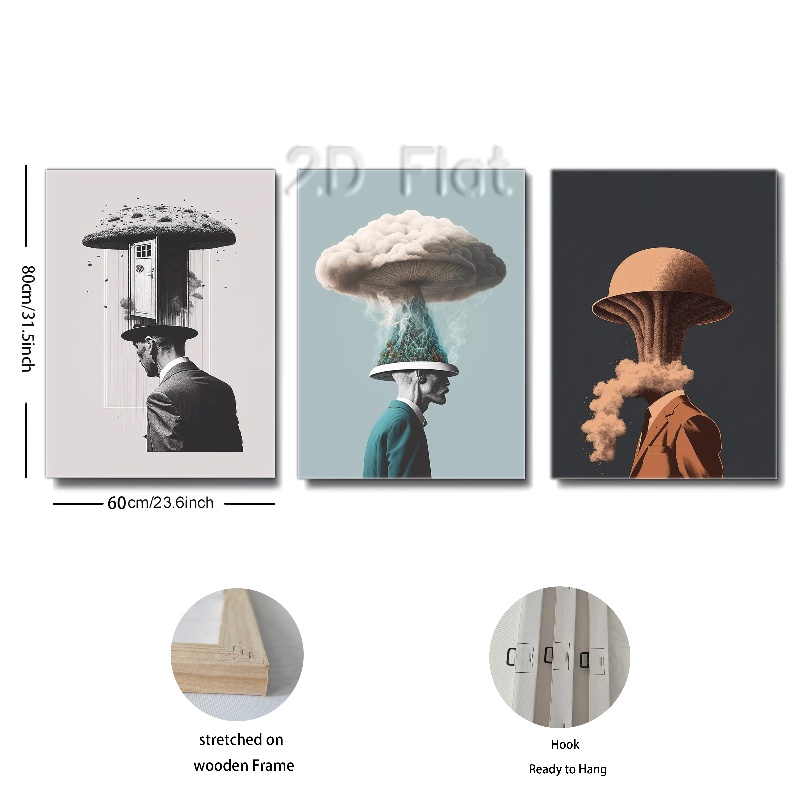 2D Flat
80cm/31.5inch
60cm/23.6inch
stretched on
wooden Frame
Hook
Ready to Hang